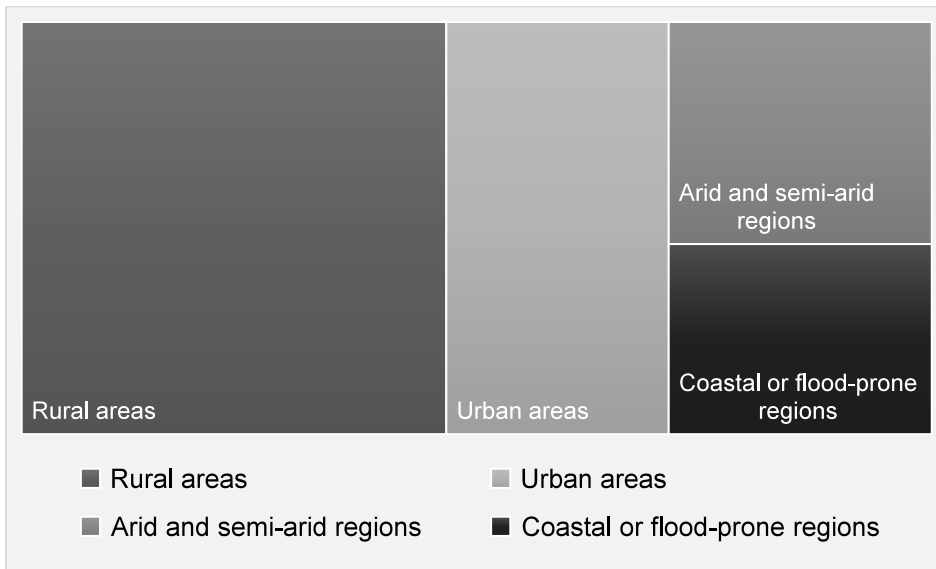 Arid and semi-arid
regions
Rural areas
Urban areas
Coastal or flood-prone
regions
Rural areas
Urban areas
Arid and semi-arid regions
Coastal or flood-prone regions